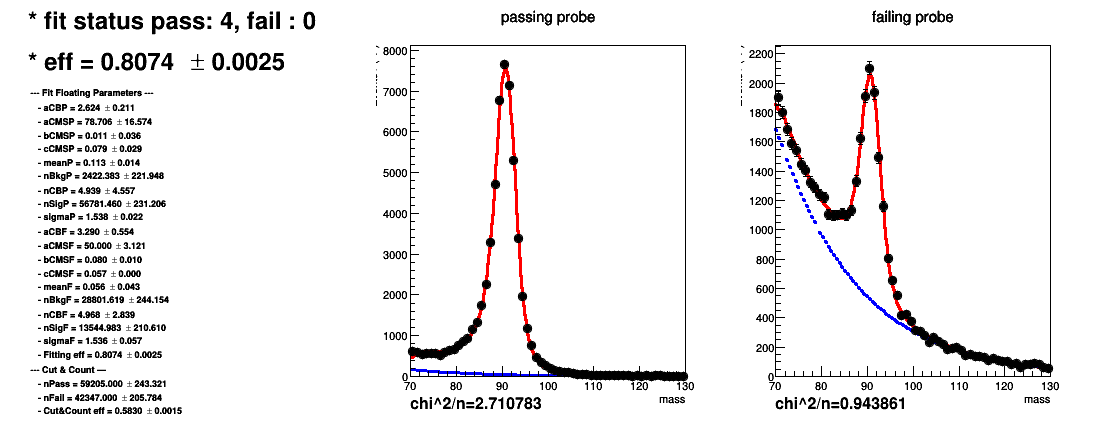 * fit status pass: 4, fail : 0
* eff = 0.8074 ± 0.0025
--- Fit Floating Parameters ---
- aCBP = 2.624 ± 0.211
- aCMSP = 78.706 ± 16.574
- bCMSP = 0.011 ± 0.036
- cCMSP = 0.079 ± 0.029
- meanP = 0.113 ± 0.014
- nBkgP = 2422.383 ± 221.948
- nCBP = 4.939 ± 4.557
- nSigP = 56781.460 ± 231.206
- sigmaP = 1.538 ± 0.022
- aCBF = 3.290 ± 0.554
- aCMSF = 50.000 ± 3.121
- bCMSF = 0.080 ± 0.010
- cCMSF = 0.057 ± 0.000
- meanF = 0.056 ± 0.043
- nBkgF = 28801.619 ± 244.154
- nCBF = 4.968 ± 2.839
- nSigF = 13544.983 ± 210.610
- sigmaF = 1.536 ± 0.057
- Fitting eff = 0.8074 ± 0.0025
--- Cut & Count ---
- nPass = 59205.000 ± 243.321
- nFail = 42347.000 ± 205.784
- Cut&Count eff = 0.5830 ± 0.0015
passing probe
8000
7000
6000
5000
4000
3000
2000
1000
0
70 80 90 100 110 120 130
mass
chi^2/n=2.710783
failing probe
2200
2000
1800
1600
1400
1200
1000
800
600
400
200
0
70 80 90 100 110 120 130
mass
chi^2/n=0.943861